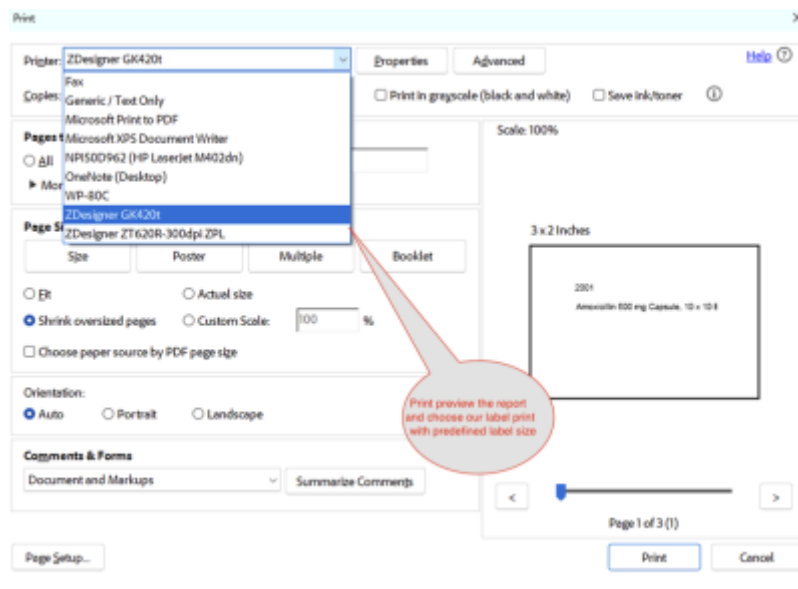 Print
Printer: ZDesigner GK420t Properties Advanced Help
Fax
Copies: Generic / Text Only Print in grayscale (black and white) Save ink/toner
Microsoft Print to PDF
Pages t Microsoft XPS Document Writer Scale: 100%
All NPI50D962 (HP LaserJet M402dn)
OneNote (Desktop)
Mor WP-80C
ZDesigner GK420t
Page Si ZDesigner ZT620R-300dpi ZPL
3 x 2 Inches
Size Poster Multiple Booklet
Fit Actual size
2001
Shrink oversized pages Custom Scale: 100 %
Amoxicillin 500 mg Capsule, 10 x 10
Choose paper source by PDF page size
Orientation:
Auto Portrait Landscape
Print preview the report
and choose our label print
with predefined label size
Comments & Forms
Document and Markups Summarize Comments
< >
Page 1 of 3 (1)
Page Setup... Print Cancel